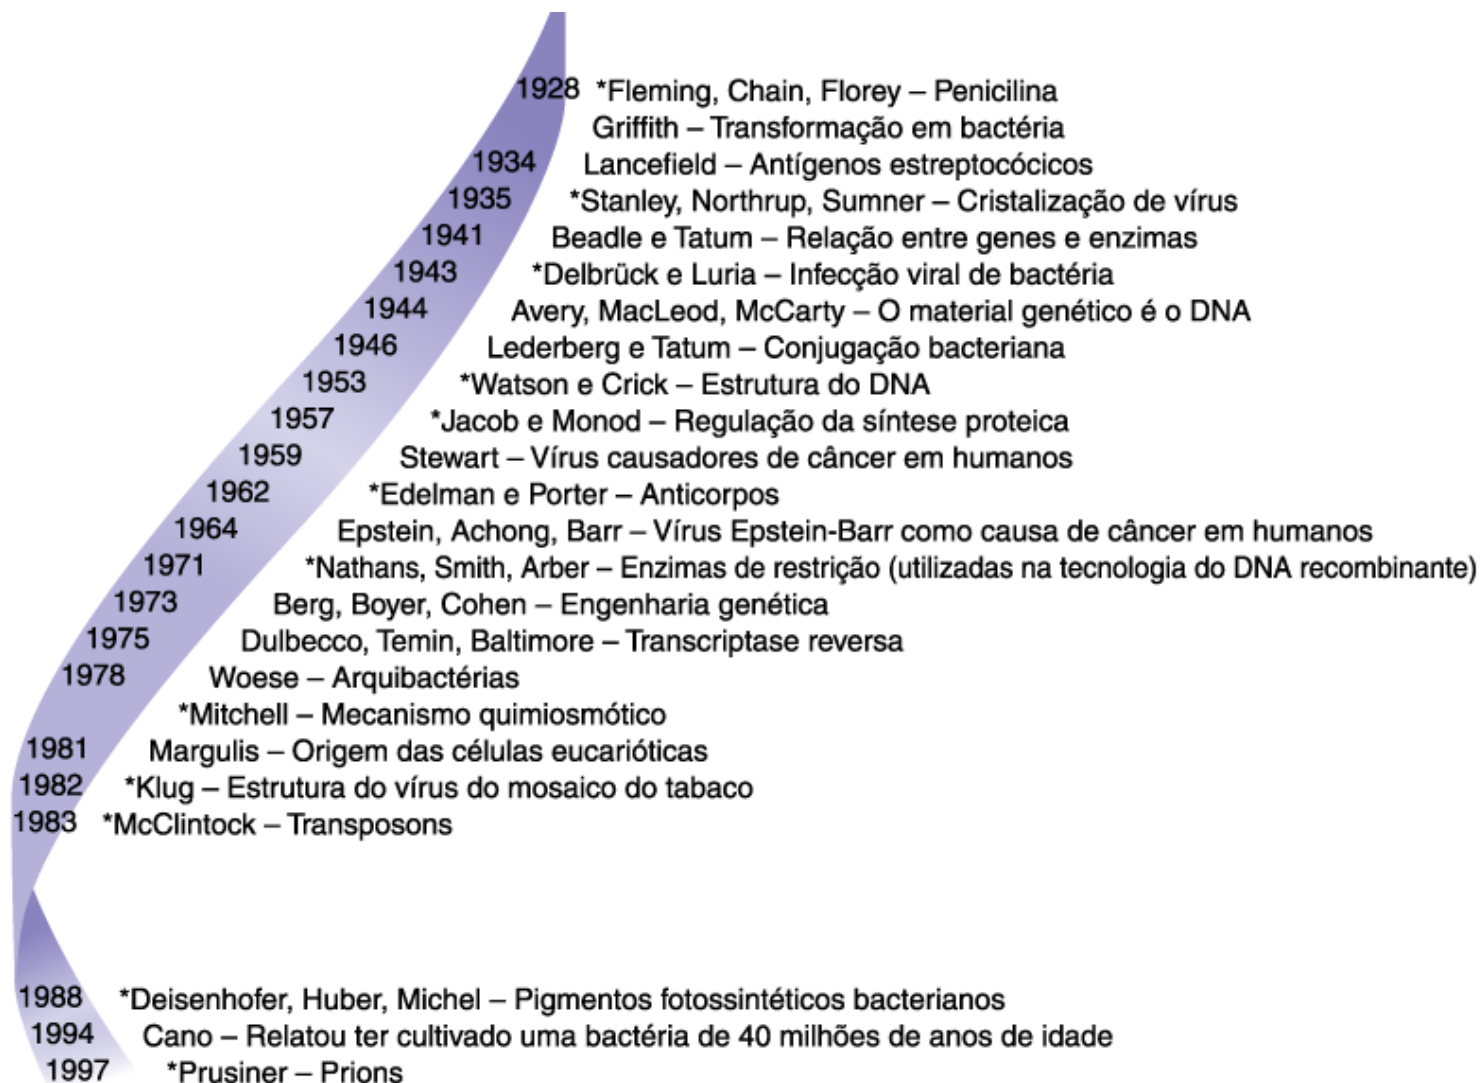 1928 *Fleming, Chain, Florey – Penicilina
Griffith – Transformação em bactéria
1934 Lancefield – Antígenos estreptocócicos
1935 *Stanley, Northrup, Sumner – Cristalização de vírus
1941 Beadle e Tatum – Relação entre genes e enzimas
1943 *Delbrück e Luria – Infecção viral de bactéria
1944 Avery, MacLeod, McCarty – O material genético é o DNA
1946 Lederberg e Tatum – Conjugação bacteriana
1953 *Watson e Crick – Estrutura do DNA
1957 *Jacob e Monod – Regulação da síntese proteica
1959 Stewart – Vírus causadores de câncer em humanos
1962 *Edelman e Porter – Anticorpos
1964 Epstein, Achong, Barr – Vírus Epstein-Barr como causa de câncer em humanos
1971 *Nathans, Smith, Arber – Enzimas de restrição (utilizadas na tecnologia do DNA recombinante)
1973 Berg, Boyer, Cohen – Engenharia genética
1975 Dulbecco, Temin, Baltimore – Transcriptase reversa
1978 Woese – Arquibactérias
*Mitchell – Mecanismo quimiosmótico
1981 Margulis – Origem das células eucarióticas
1982 *Klug – Estrutura do vírus do mosaico do tabaco
1983 *McClintock – Transposons
1988 *Deisenhofer, Huber, Michel – Pigmentos fotossintéticos bacterianos
1994 Cano – Relatou ter cultivado uma bactéria de 40 milhões de anos de idade
1997 *Prusiner – Prions